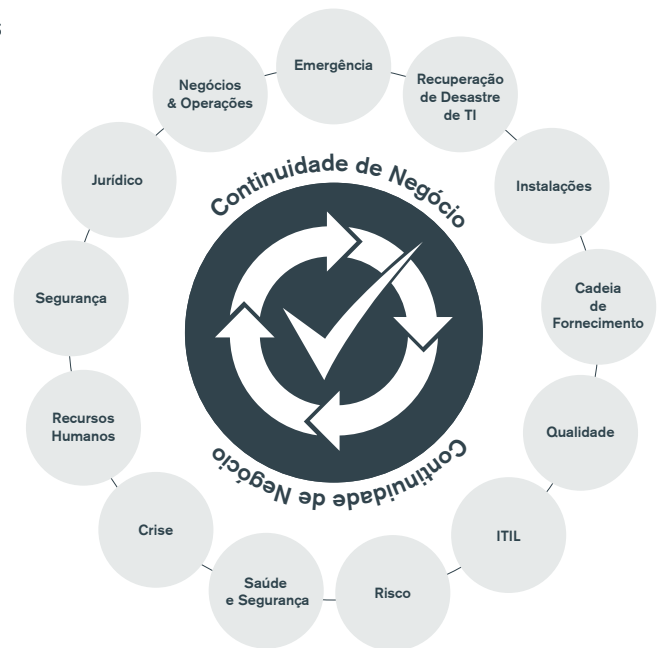 s
Emergência
Recuperação
de Desastre
de TI
Instalações
Cadeia
de
Fornecimento
Qualidade
ITIL
Risco
Saúde
e Segurança
Crise
Recursos
Humanos
Segurança
Jurídico
Negócios
& Operações
Continuidade de Negócio
Continuidade de Negócio